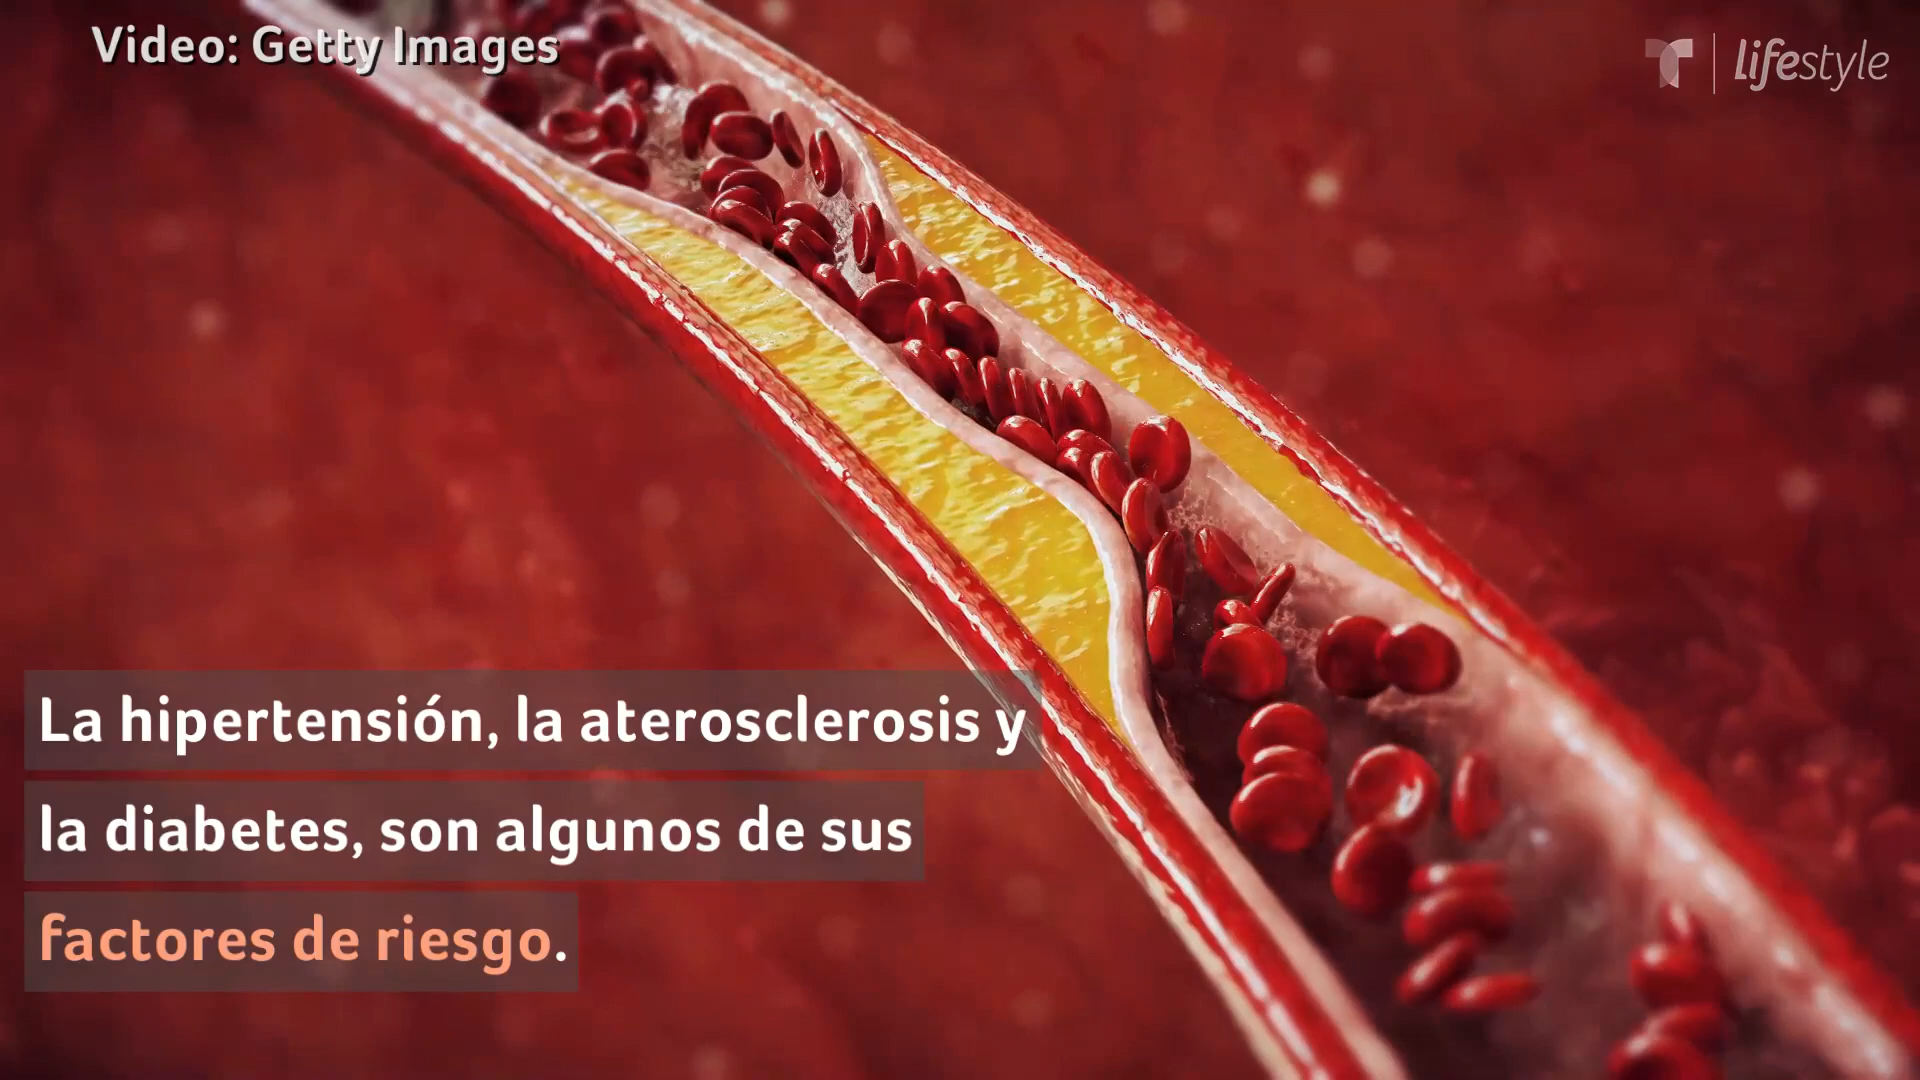 Video: Getty Images
lifestyle
La hipertensión, la aterosclerosis y
la diabetes, son algunos de sus
factores de riesgo.